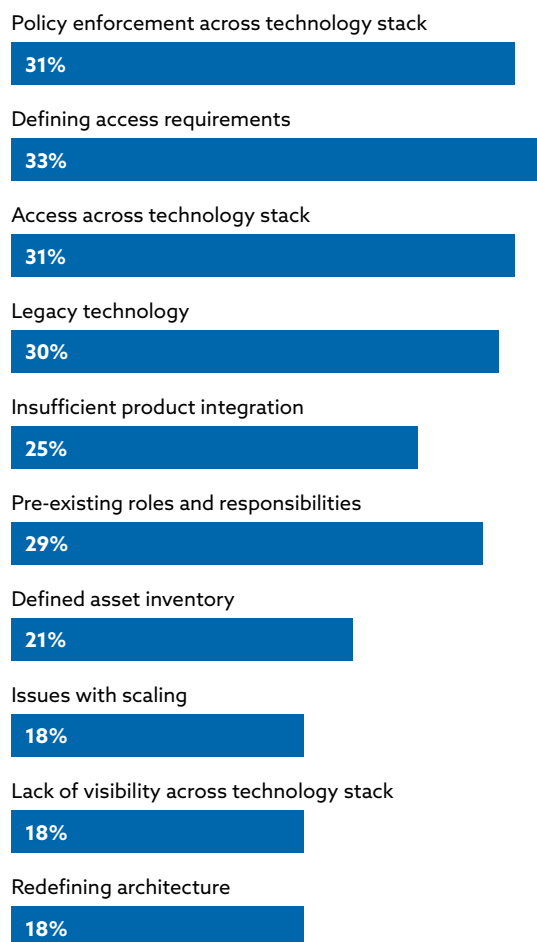 Policy enforcement across technology stack
31%
Defining access requirements
33%
Access across technology stack
31%
Legacy technology
30%
Insufficient product integration
25%
Pre-existing roles and responsibilities
29%
Defined asset inventory
21%
Issues with scaling
18%
Lack of visibility across technology stack
18%
Redefining architecture
18%